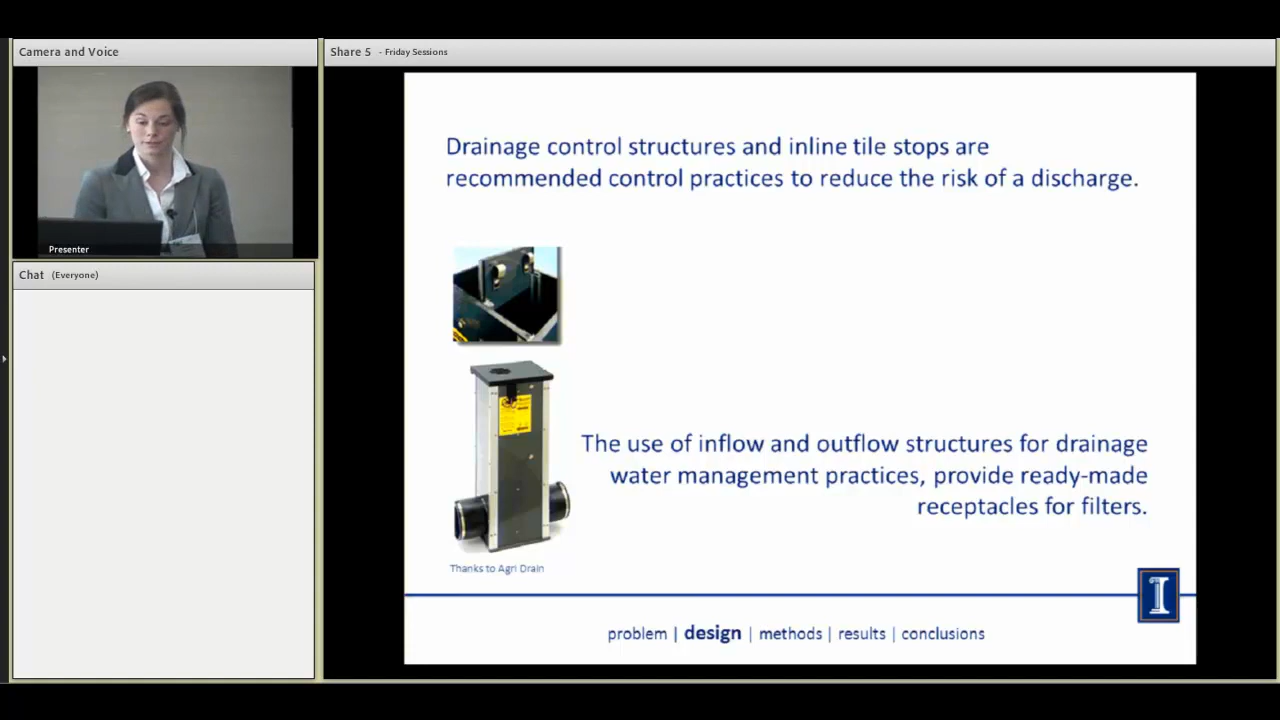 Camera and Voice
Share 5 - Friday Sessions
Presenter
Chat (Everyone)
Drainage control structures and inline tile stops are
recommended control practices to reduce the risk of a discharge.
The use of inflow and outflow structures for drainage
water management practices, provide ready-made
receptacles for filters.
Thanks to Agri Drain
I
problem | design | methods | results | conclusions